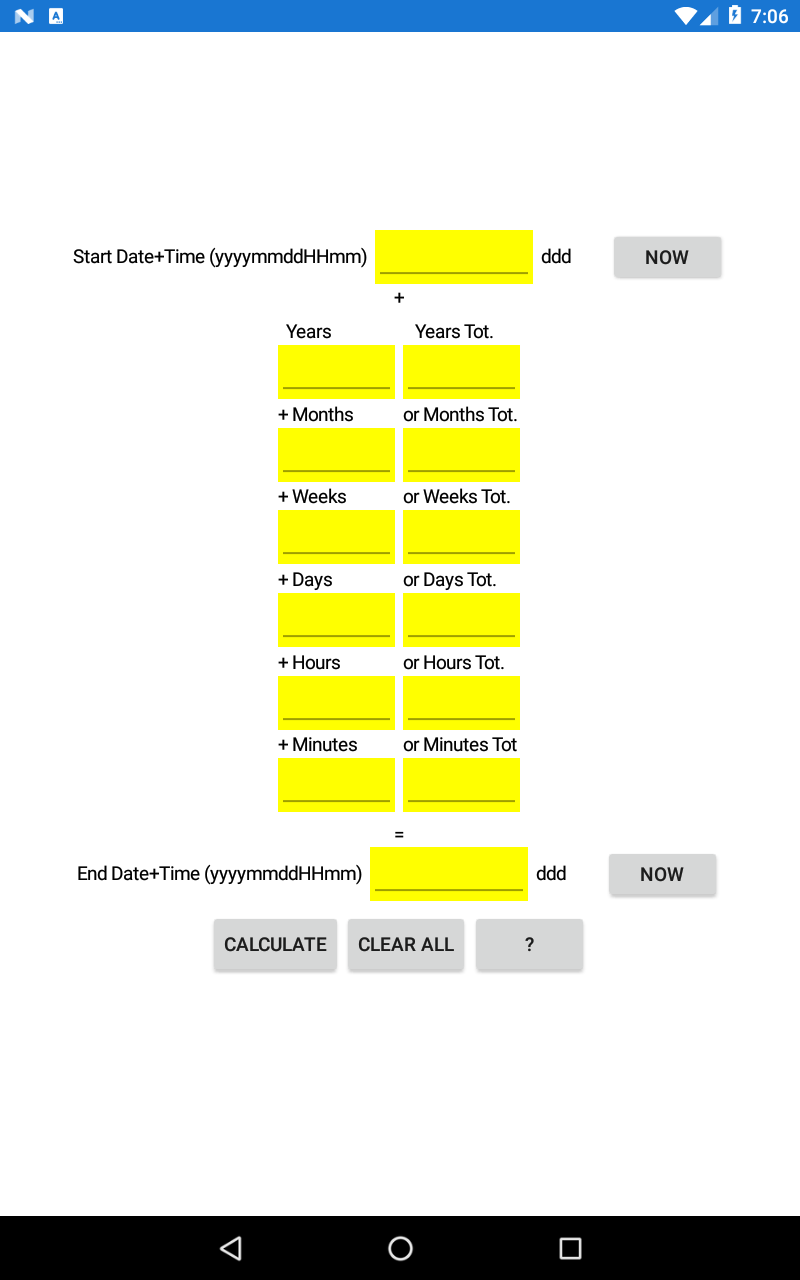 7:06
Start Date+Time (yyyymmddHHmm) ddd NOW
+
Years Years Tot.
+ Months or Months Tot.
+ Weeks or Weeks Tot.
+ Days or Days Tot.
+ Hours or Hours Tot.
+ Minutes or Minutes Tot
=
End Date+Time (yyyymmddHHmm) ddd NOW
CALCULATE CLEAR ALL ?